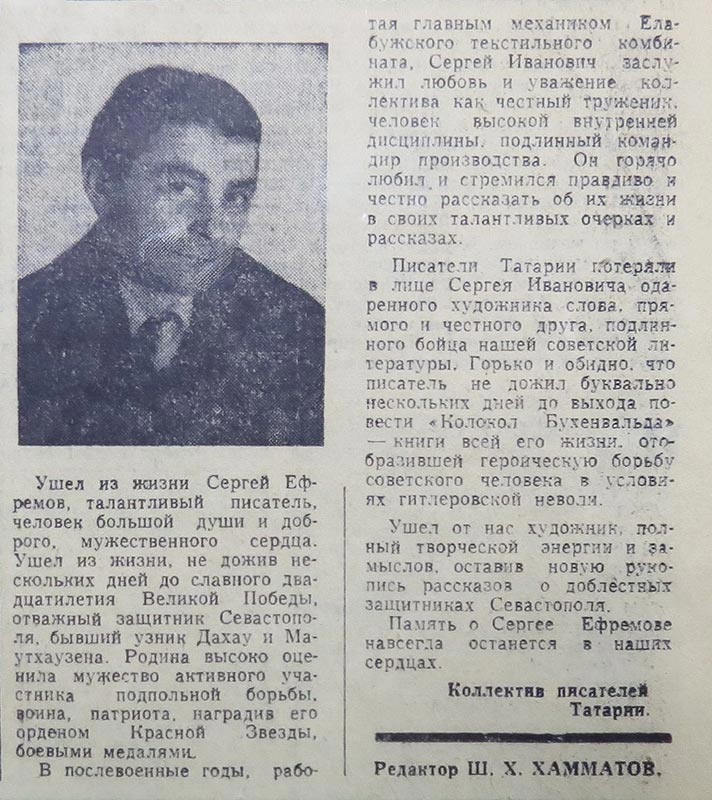 Ушел из жизни Сергей Еф-
ремов, талантливый писатель,
человек большой души и доб-
рого, мужественного сердца.
Ушел из жизни, не дожив не-
скольких дней до славного два-
дцатилетия Великой Победы,
отважный защитник Севастопо-
ля, бывший узник Дахау и Ма-
утхаузена. Родина высоко оце-
нила мужество активного уча-
стника подпольной борьбы,
воина, патриота, наградив его
орденом Красной Звезды,
боевыми медалями.
В послевоенные годы, рабо-
тая главным механиком Ела-
бужского текстильного комби-
ната, Сергей Иванович заслу-
жил любовь и уважение кол-
лектива как честный труженик,
человек высокой внутренней
дисциплины, подлинный коман-
дир производства. Он горячо
любил и стремился правдиво и
честно рассказать об их жизни
в своих талантливых очерках и
рассказах.
Писатели Татарии потеряли
в лице Сергея Ивановича ода-
ренного художника слова, пря-
мого и честного друга, подлин-
ного бойца нашей советской ли-
тературы. Горько и обидно, что
писатель не дожил буквально
нескольких дней до выхода по-
вести «Колокол Бухенвальда»
— книги всей его жизни, ото-
бразившей героическую борьбу
советского человека в услови-
ях гитлеровской неволи.
Ушел от нас художник, пол-
ный творческой энергии и за-
мыслов, оставив новую руко-
пись рассказов о доблестных
защитниках Севастополя.
Память о Сергее Ефремове
навсегда останется в наших
сердцах.
Коллектив писателей
Татарии.
Редактор Ш. Х. ХАММАТОВ.